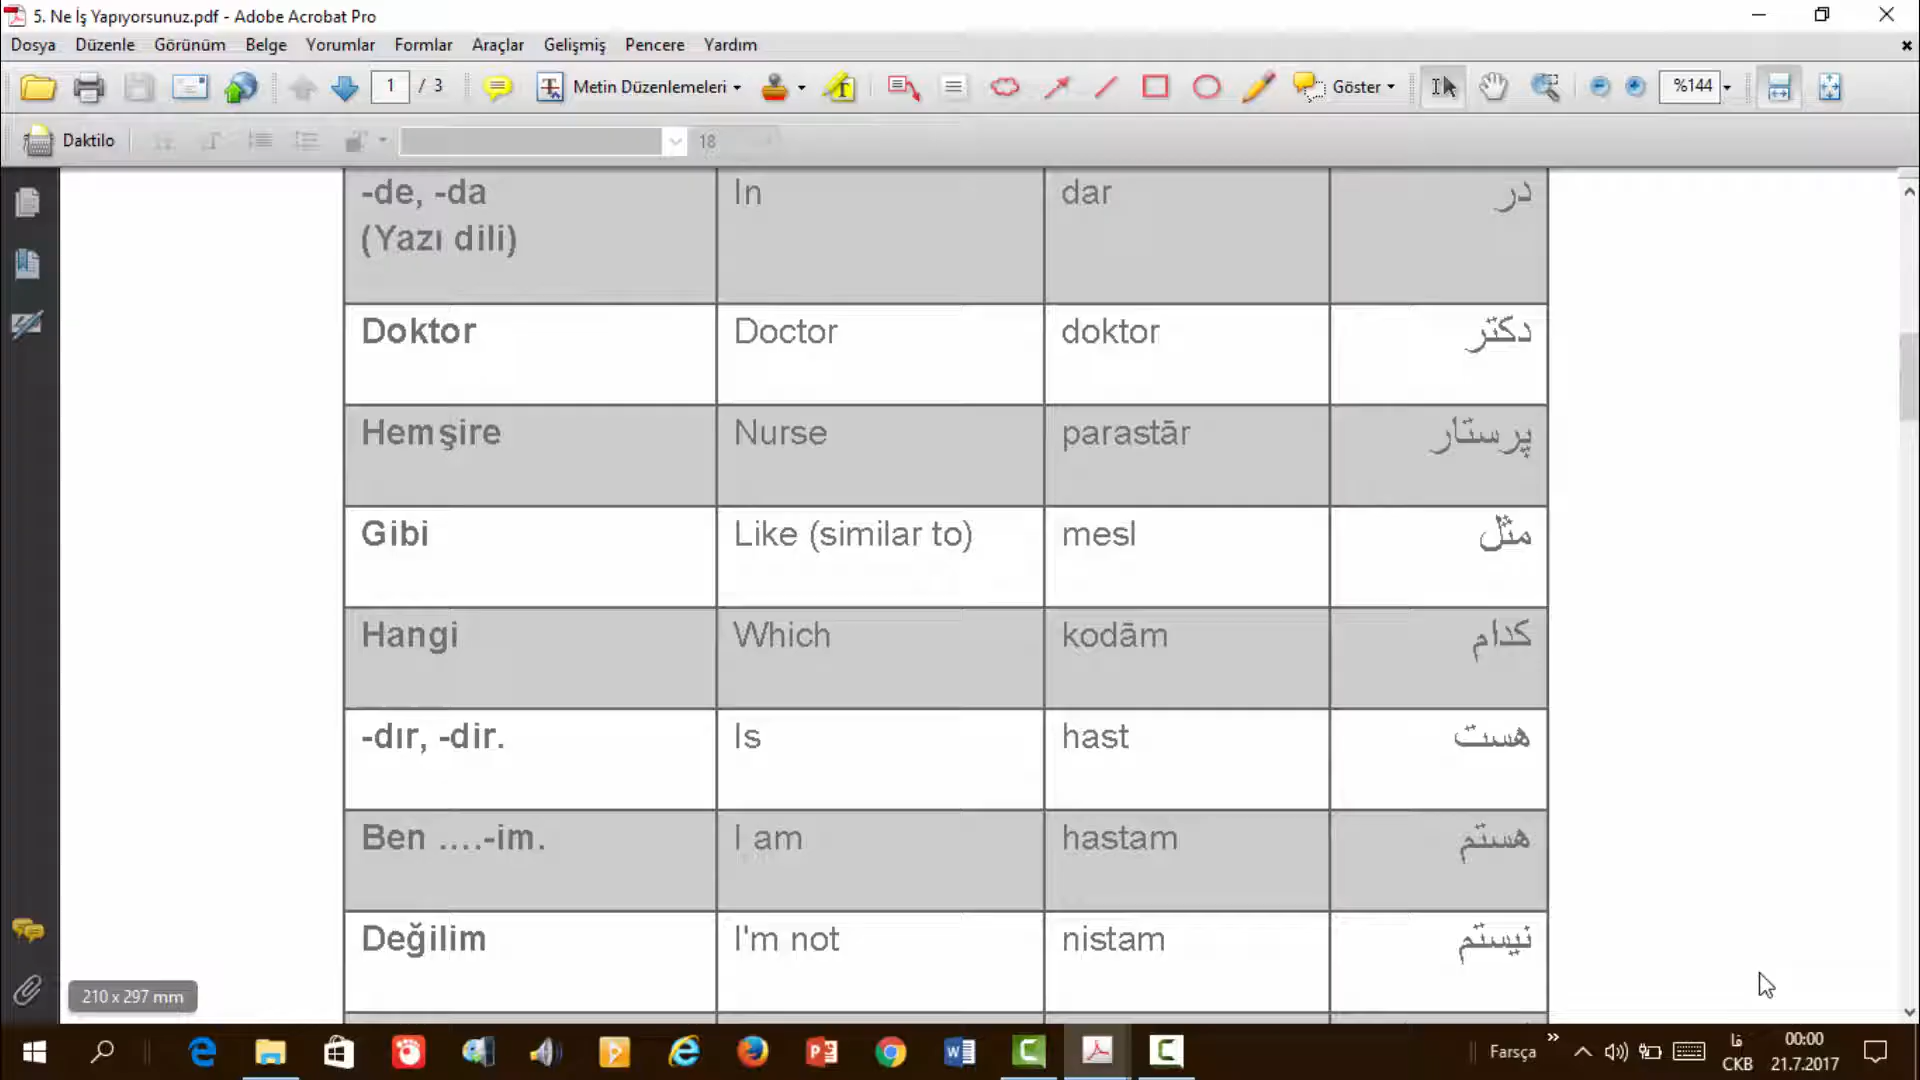 5. Ne İş Yapıyorsunuz.pdf - Adobe Acrobat Pro
Dosya Düzenle Görünüm Belge Yorumlar Formlar Araçlar Gelişmiş Pencere Yardım
1 / 3 Metin Düzenlemeleri Göster %144
Daktilo 18
-de, -da In dar در
(Yazı dili)
Doktor Doctor doktor دکتر
Hemşire Nurse parastār پرستار
Gibi Like (similar to) mesl مثل
Hangi Which kodām کدام
-dır, -dir. Is hast هست
Ben ....-im. I am hastam هستم
Değilim I'm not nistam نیستم
210 x 297 mm
Farsça فا 00:00
CKB 21.7.2017